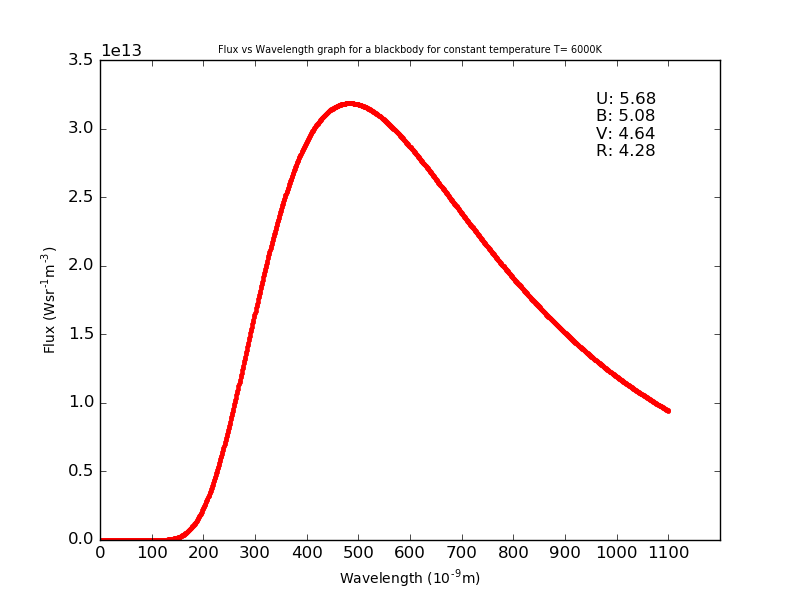 Flux vs Wavelength graph for a blackbody for constant temperature T= 6000K
1e13
3.5
3.0
2.5
2.0
1.5
1.0
0.5
0.0
Flux (Wsr⁻¹m⁻³)
U: 5.68
B: 5.08
V: 4.64
R: 4.28
0 100 200 300 400 500 600 700 800 900 1000 1100
Wavelength (10⁻⁹m)